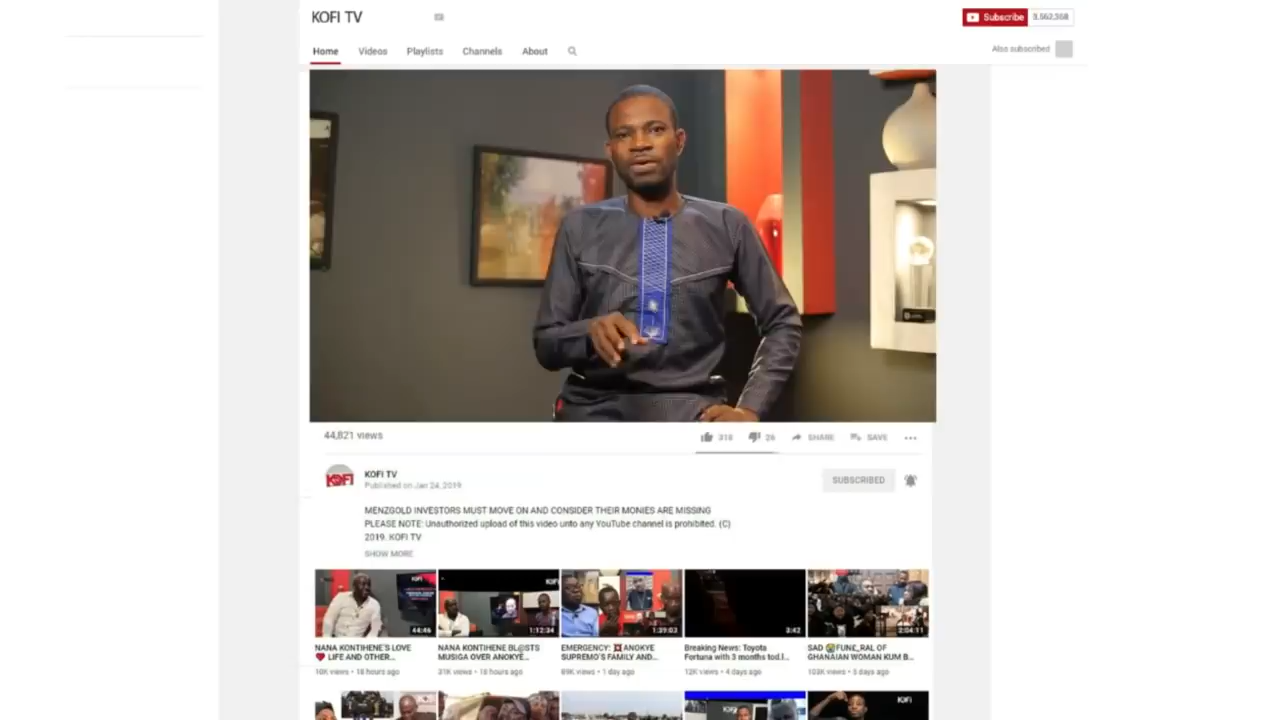 KOFI TV
Subscribe 3,562,358
Home Videos Playlists Channels About
Also subscribed
44,821 views
318 26 SHARE SAVE
KOFI
KOFI TV
Published on Jan 24, 2019
SUBSCRIBED
MENZGOLD INVESTORS MUST MOVE ON AND CONSIDER THEIR MONIES ARE MISSING
PLEASE NOTE: Unauthorized upload of this video unto any YouTube channel is prohibited. (C)
2019. KOFI TV
SHOW MORE
44:46 1:12:34 1:39:03 3:42 2:04:11
NANA KONTIHENE'S LOVE
❤ LIFE AND OTHER...
10K views • 18 hours ago
NANA KONTIHENE BL@STS
MUSIGA OVER ANOKYE...
31K views • 18 hours ago
EMERGENCY: 💥ANOKYE
SUPREMO'S FAMILY AND...
89K views • 1 day ago
Breaking News: Toyota
Fortuna with 3 months tod.l...
12K views • 4 days ago
SAD 😭FUN£_RAL OF
GHANAIAN WOMAN KUM B...
103K views • 5 days ago
KOFI